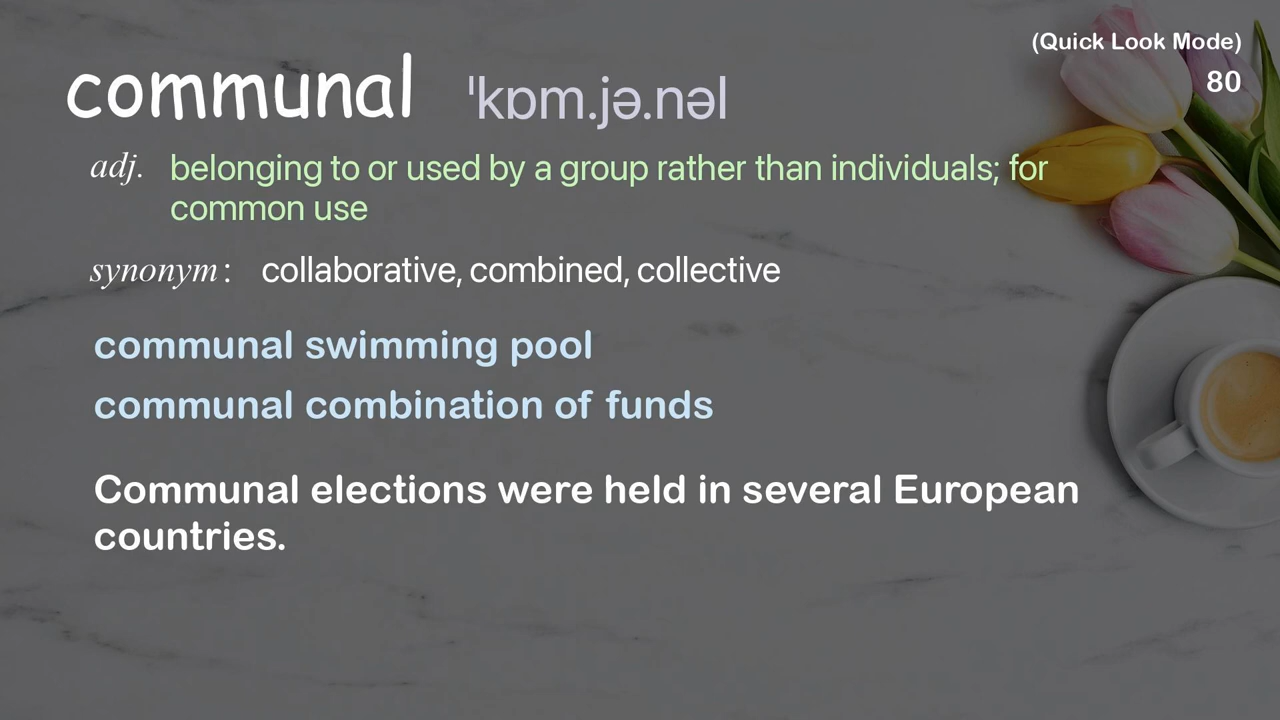 (Quick Look Mode)
80
communal ˈkɒm.jə.nəl
adj. belonging to or used by a group rather than individuals; for
common use
synonym: collaborative, combined, collective
communal swimming pool
communal combination of funds
Communal elections were held in several European
countries.